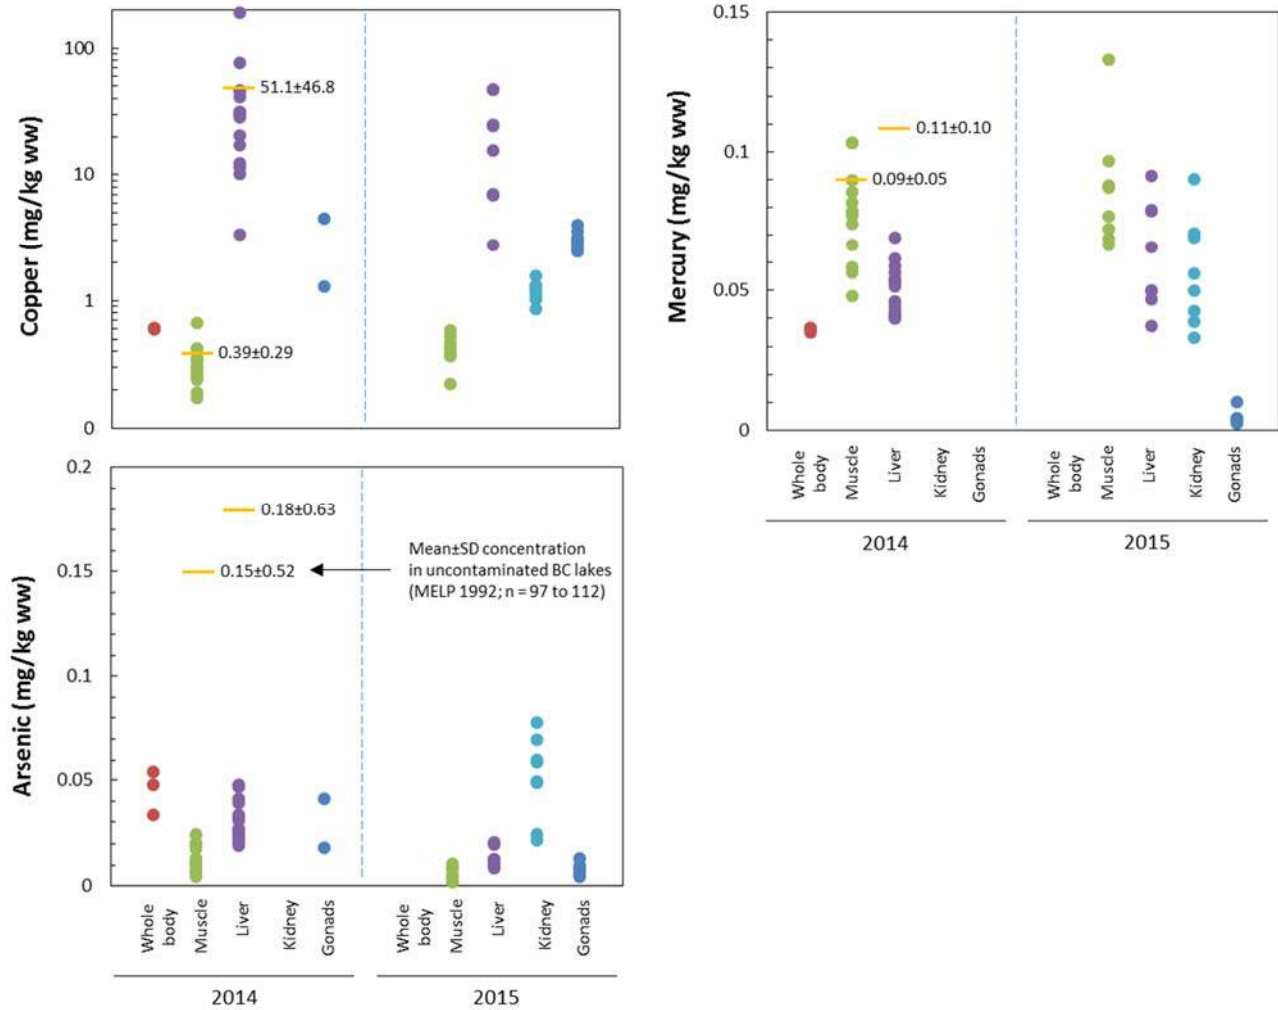 Copper (mg/kg ww)
100
10
1
0
51.1±46.8
0.39±0.29
Mercury (mg/kg ww)
0.15
0.1
0.05
0
0.11±0.10
0.09±0.05
Whole body
Muscle
Liver
Kidney
Gonads
Whole body
Muscle
Liver
Kidney
Gonads
2014
2015
Arsenic (mg/kg ww)
0.2
0.15
0.1
0.05
0
0.18±0.63
0.15±0.52
Mean±SD concentration
in uncontaminated BC lakes
(MELP 1992; n = 97 to 112)
Whole body
Muscle
Liver
Kidney
Gonads
Whole body
Muscle
Liver
Kidney
Gonads
2014
2015